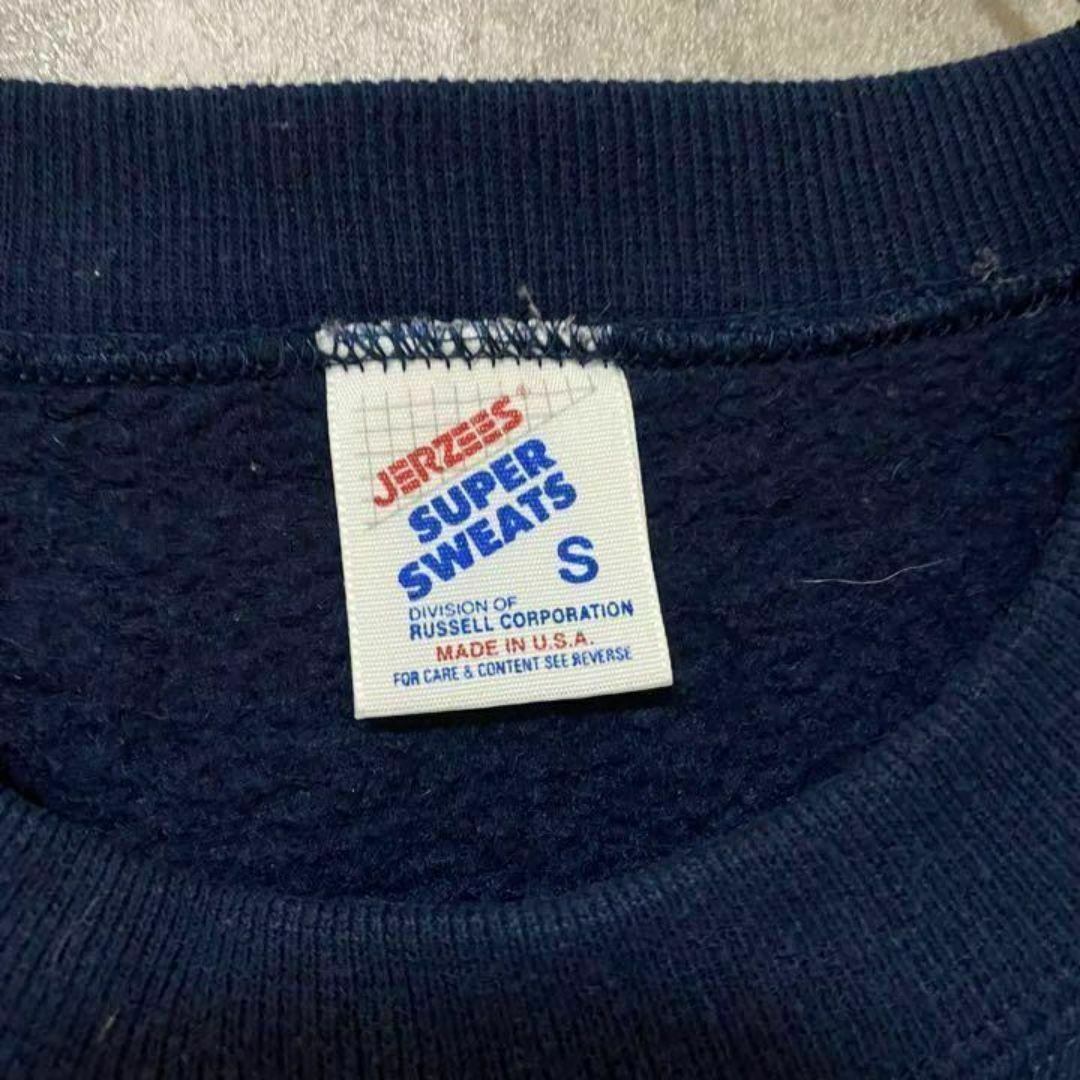 JERZEES®
SUPER
SWEATS
S
DIVISION OF
RUSSELL CORPORATION
MADE IN U.S.A.
FOR CARE & CONTENT SEE REVERSE